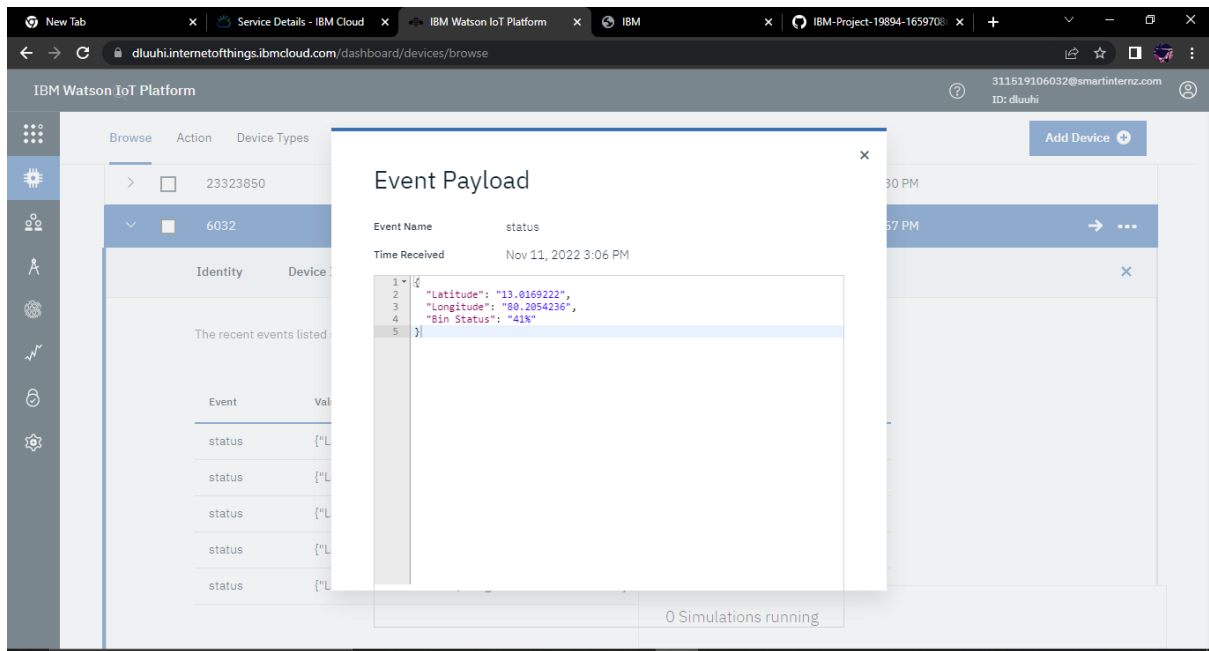 New Tab
Service Details - IBM Cloud
IBM Watson IoT Platform
IBM
IBM-Project-19894-1659708
dluuhi.internetofthings.ibmcloud.com/dashboard/devices/browse
IBM Watson IoT Platform
311519106032@smartinternz.com
ID: dluuhi
Browse Action Device Types
Add Device
23323850
30 PM
6032
57 PM
Identity Device
Event Payload
Event Name status
Time Received Nov 11, 2022 3:06 PM
1 {
2 "Latitude": "13.0169222",
3 "Longitude": "80.2054236",
4 "Bin Status": "41%"
5 }
The recent events listed
Event Val
status {"L
status {"L
status {"L
status {"L
status {"L
0 Simulations running